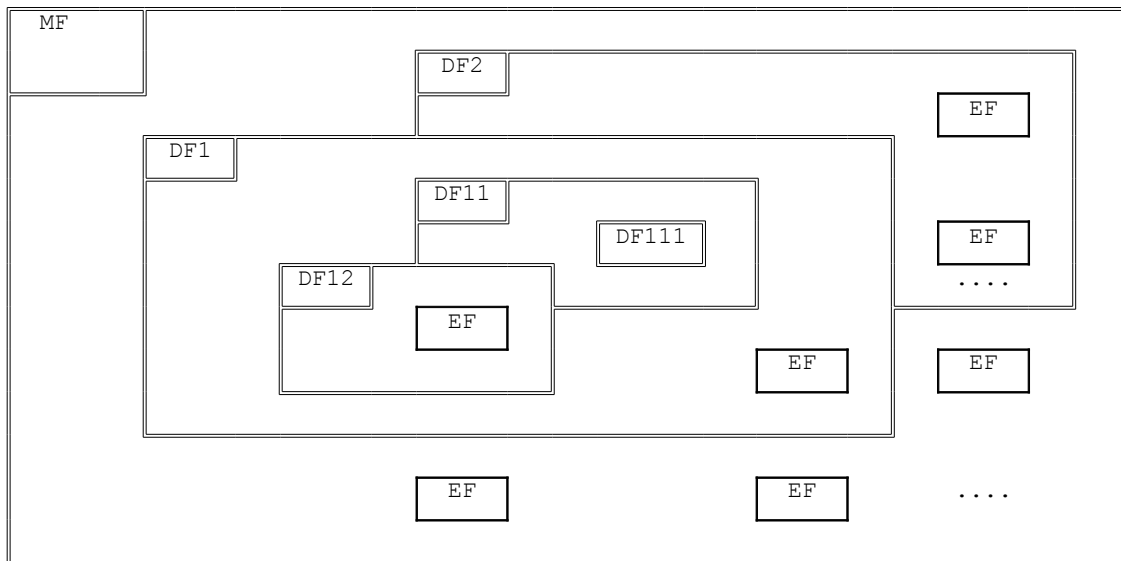 MF
DF2
EF
DF1
DF11
DF111
EF
DF12
....
EF
EF
EF
EF
EF
....